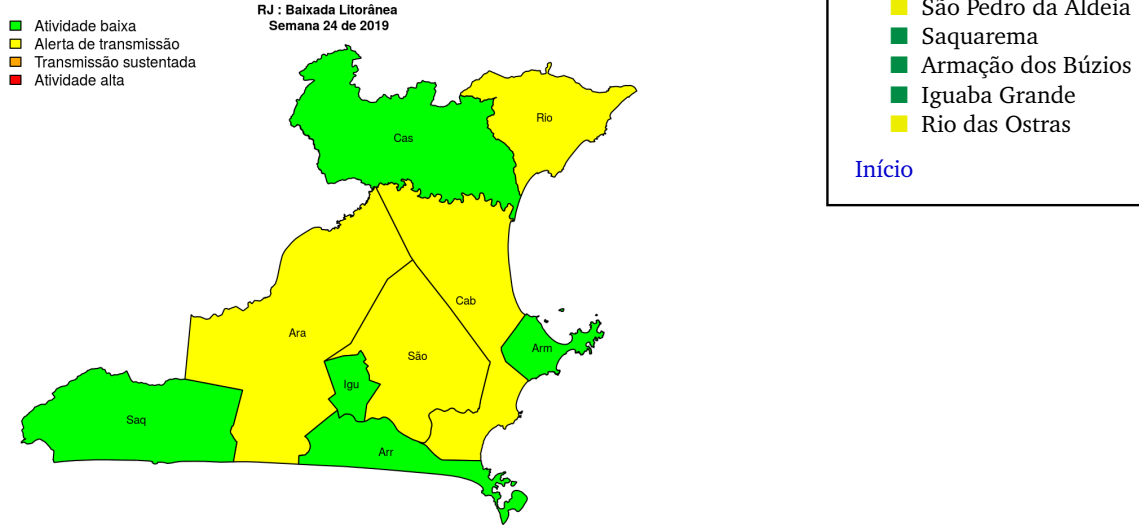 RJ : Baixada Litorânea
Semana 24 de 2019
Atividade baixa
Alerta de transmissão
Transmissão sustentada
Atividade alta
Cas
Rio
Cab
Ara
São
Arm
Igu
Saq
Arr
São Pedro da Aldeia
Saquarema
Armação dos Búzios
Iguaba Grande
Rio das Ostras
Início